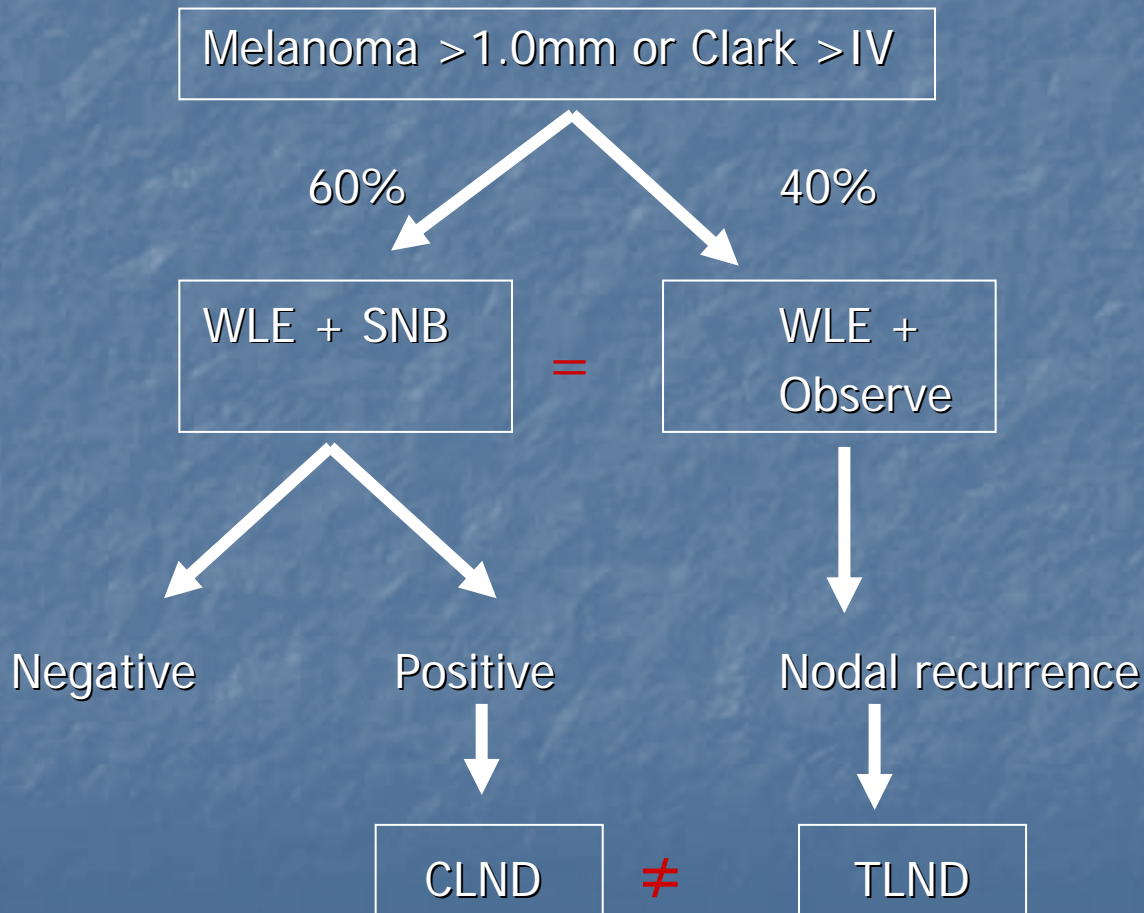 Melanoma >1.0mm or Clark >IV
60%
40%
WLE + SNB
=
WLE +
Observe
Negative
Positive
Nodal recurrence
CLND
≠
TLND